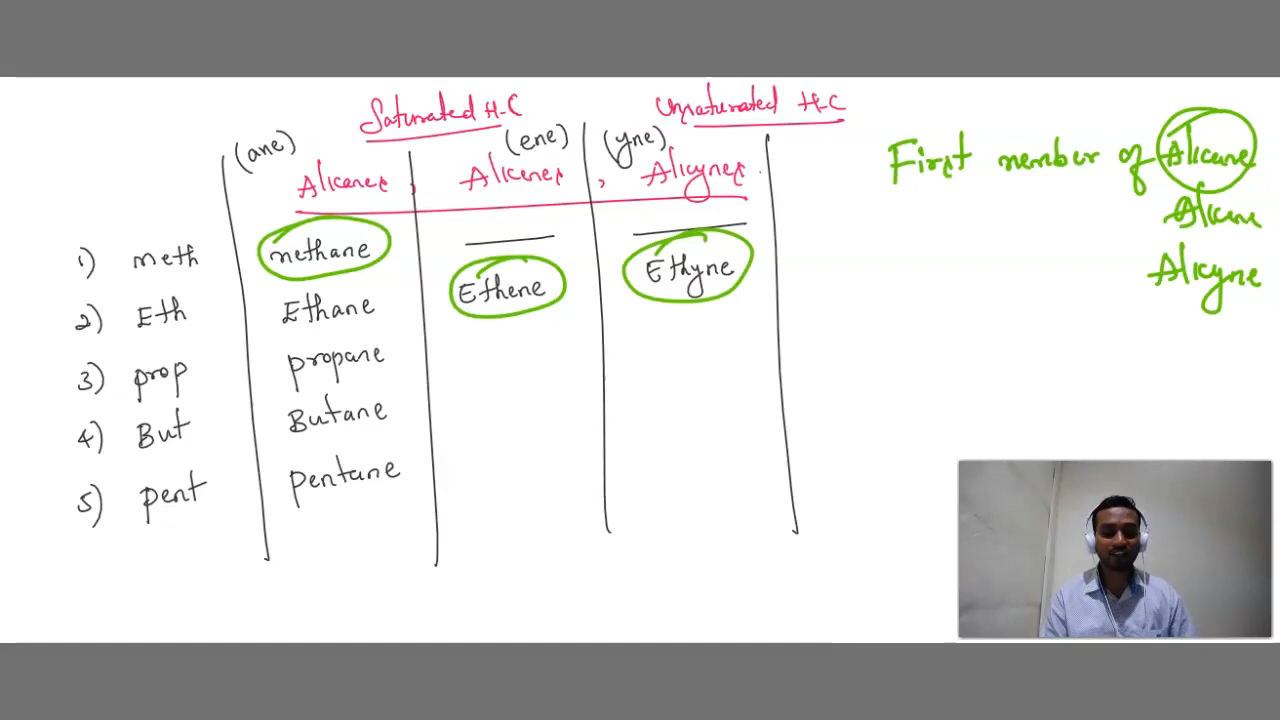 Saturated H-C Unsaturated H-C
(ane) (ene) (yne)
Alkanes , Alkenes , Alkynes
First member of Alkane
Alkene
Alkyne
1) meth methane Ethene Ethyne
2) Eth Ethane
3) prop propane
4) But Butane
5) pent pentane